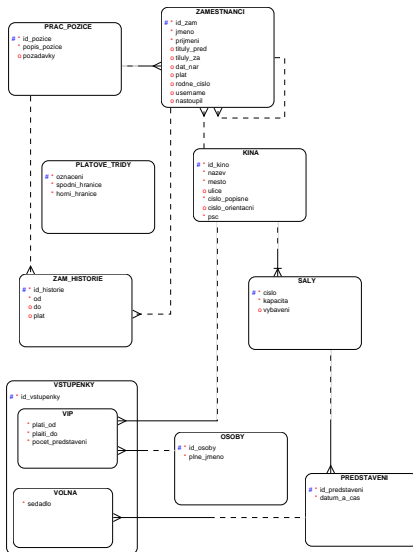 PRAC_POZICE
# * id_pozice
* popis_pozice
o pozadavky
ZAMESTNANCI
# * id_zam
* jmeno
* prijmeni
o tituly_pred
o tituly_za
o dat_nar
o plat
o rodne_cislo
o username
o nastoupil
PLATOVE_TRIDY
# * oznaceni
* spodni_hranice
* horni_hranice
KINA
# * id_kino
* nazev
* mesto
o ulice
* cislo_popisne
o cislo_orientacni
* psc
ZAM_HISTORIE
# * id_historie
* od
o do
o plat
SALY
# * cislo
* kapacita
o vybaveni
VSTUPENKY
# * id_vstupenky
VIP
* plati_od
* plaiti_do
* pocet_predstaveni
OSOBY
# * id_osoby
* plne_jmeno
VOLNA
* sedadlo
PREDSTAVENI
# * id_predstaveni
* datum_a_cas